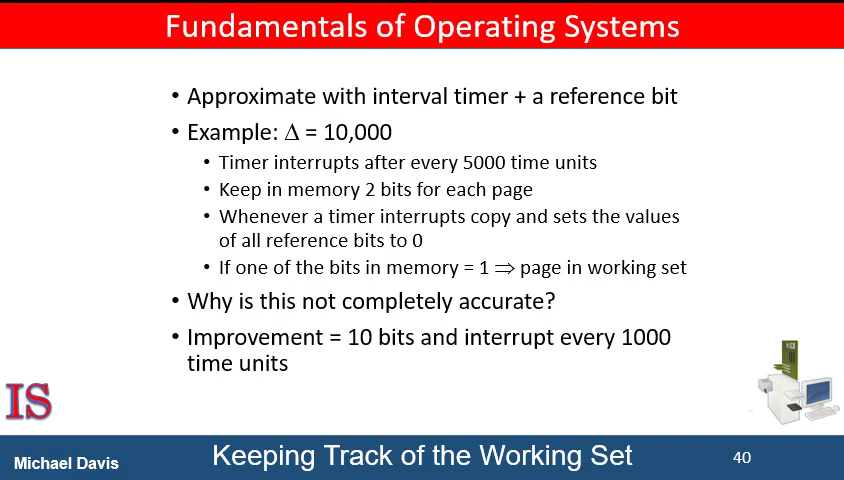 Fundamentals of Operating Systems
• Approximate with interval timer + a reference bit
• Example: Δ = 10,000
• Timer interrupts after every 5000 time units
• Keep in memory 2 bits for each page
• Whenever a timer interrupts copy and sets the values
of all reference bits to 0
• If one of the bits in memory = 1 ⇒ page in working set
• Why is this not completely accurate?
• Improvement = 10 bits and interrupt every 1000
time units
IS
Michael Davis
Keeping Track of the Working Set
40